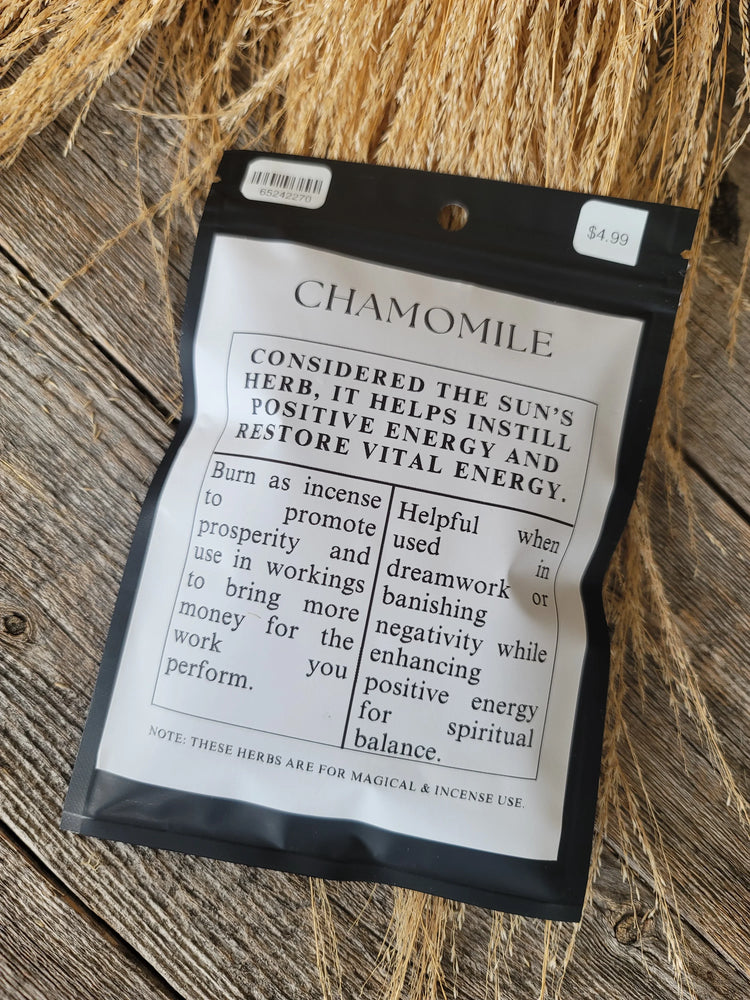 65242270
$4.99
CHAMOMILE
CONSIDERED THE SUN'S
HERB, IT HELPS INSTILL
POSITIVE ENERGY AND
RESTORE VITAL ENERGY.
Burn as incense
to promote
prosperity and
use in workings
to bring more
money for the
work you
perform.
Helpful when
used in
dreamwork or
banishing
negativity while
enhancing
positive energy
for spiritual
balance.
NOTE: THESE HERBS ARE FOR MAGICAL & INCENSE USE.